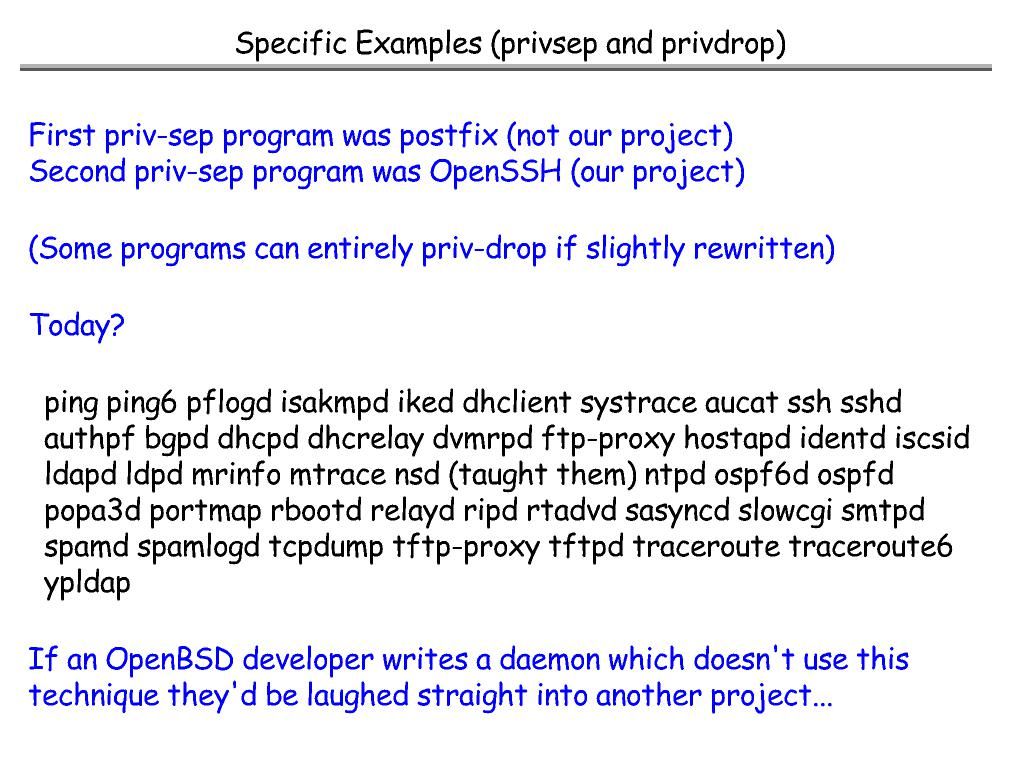 Specific Examples (privsep and privdrop)
First priv-sep program was postfix (not our project)
Second priv-sep program was OpenSSH (our project)
(Some programs can entirely priv-drop if slightly rewritten)
Today?
ping ping6 pflogd isakmpd iked dhclient systrace aucat ssh sshd
authpf bgpd dhcpd dhcrelay dvmrpd ftp-proxy hostapd identd iscsid
ldapd ldpd mrinfo mtrace nsd (taught them) ntpd ospf6d ospfd
popa3d portmap rbootd relayd ripd rtadvd sasyncd slowcgi smtpd
spamd spamlogd tcpdump tftp-proxy tftpd traceroute traceroute6
ypldap
If an OpenBSD developer writes a daemon which doesn't use this
technique they'd be laughed straight into another project...